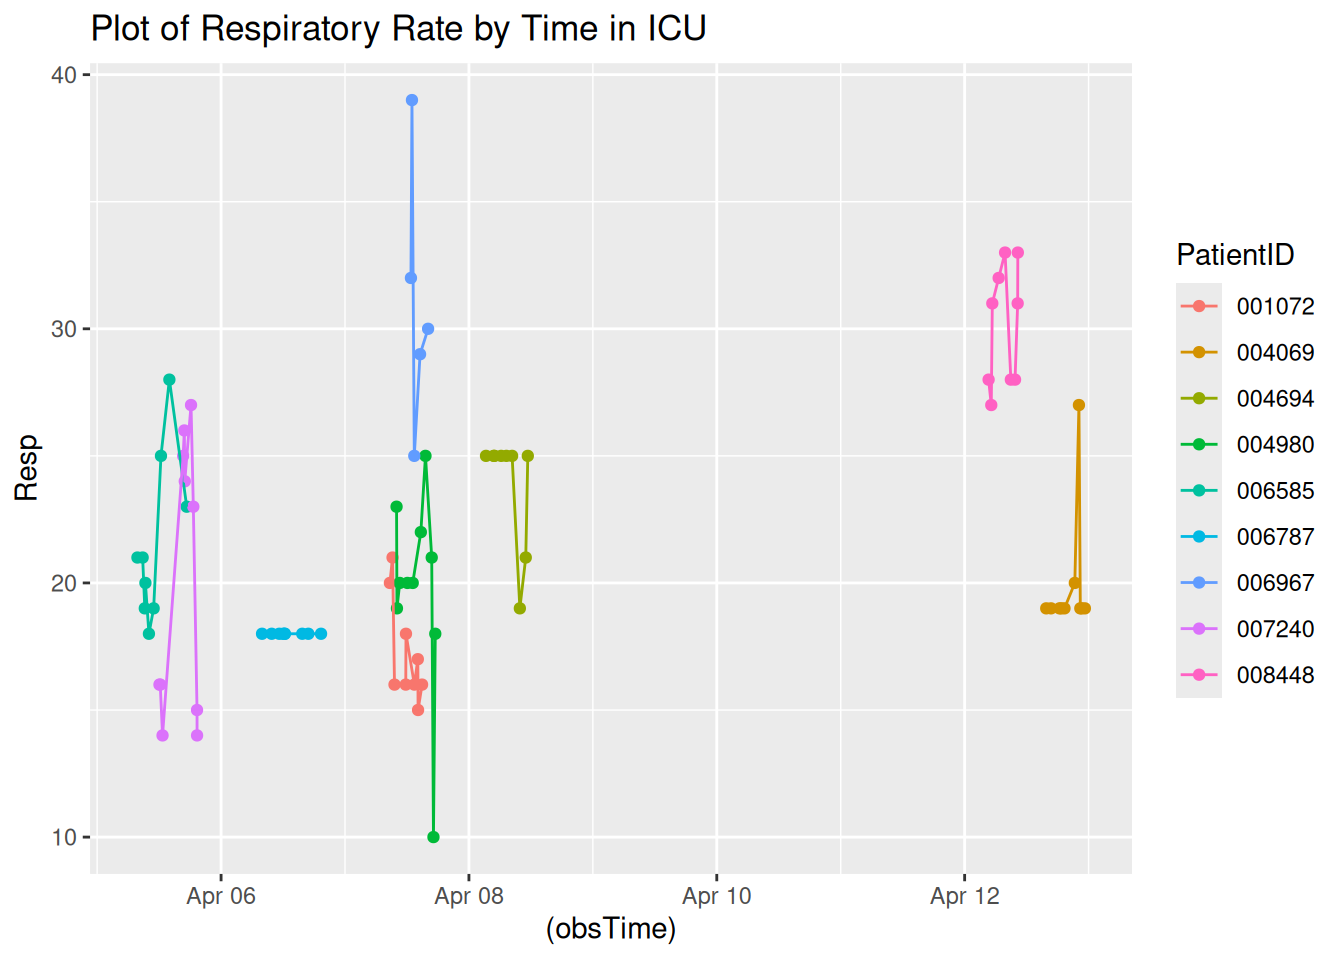 Plot of Respiratory Rate by Time in ICU
40
30
20
10
Resp
Apr 06
Apr 08
Apr 10
Apr 12
(obsTime)
PatientID
001072
004069
004694
004980
006585
006787
006967
007240
008448